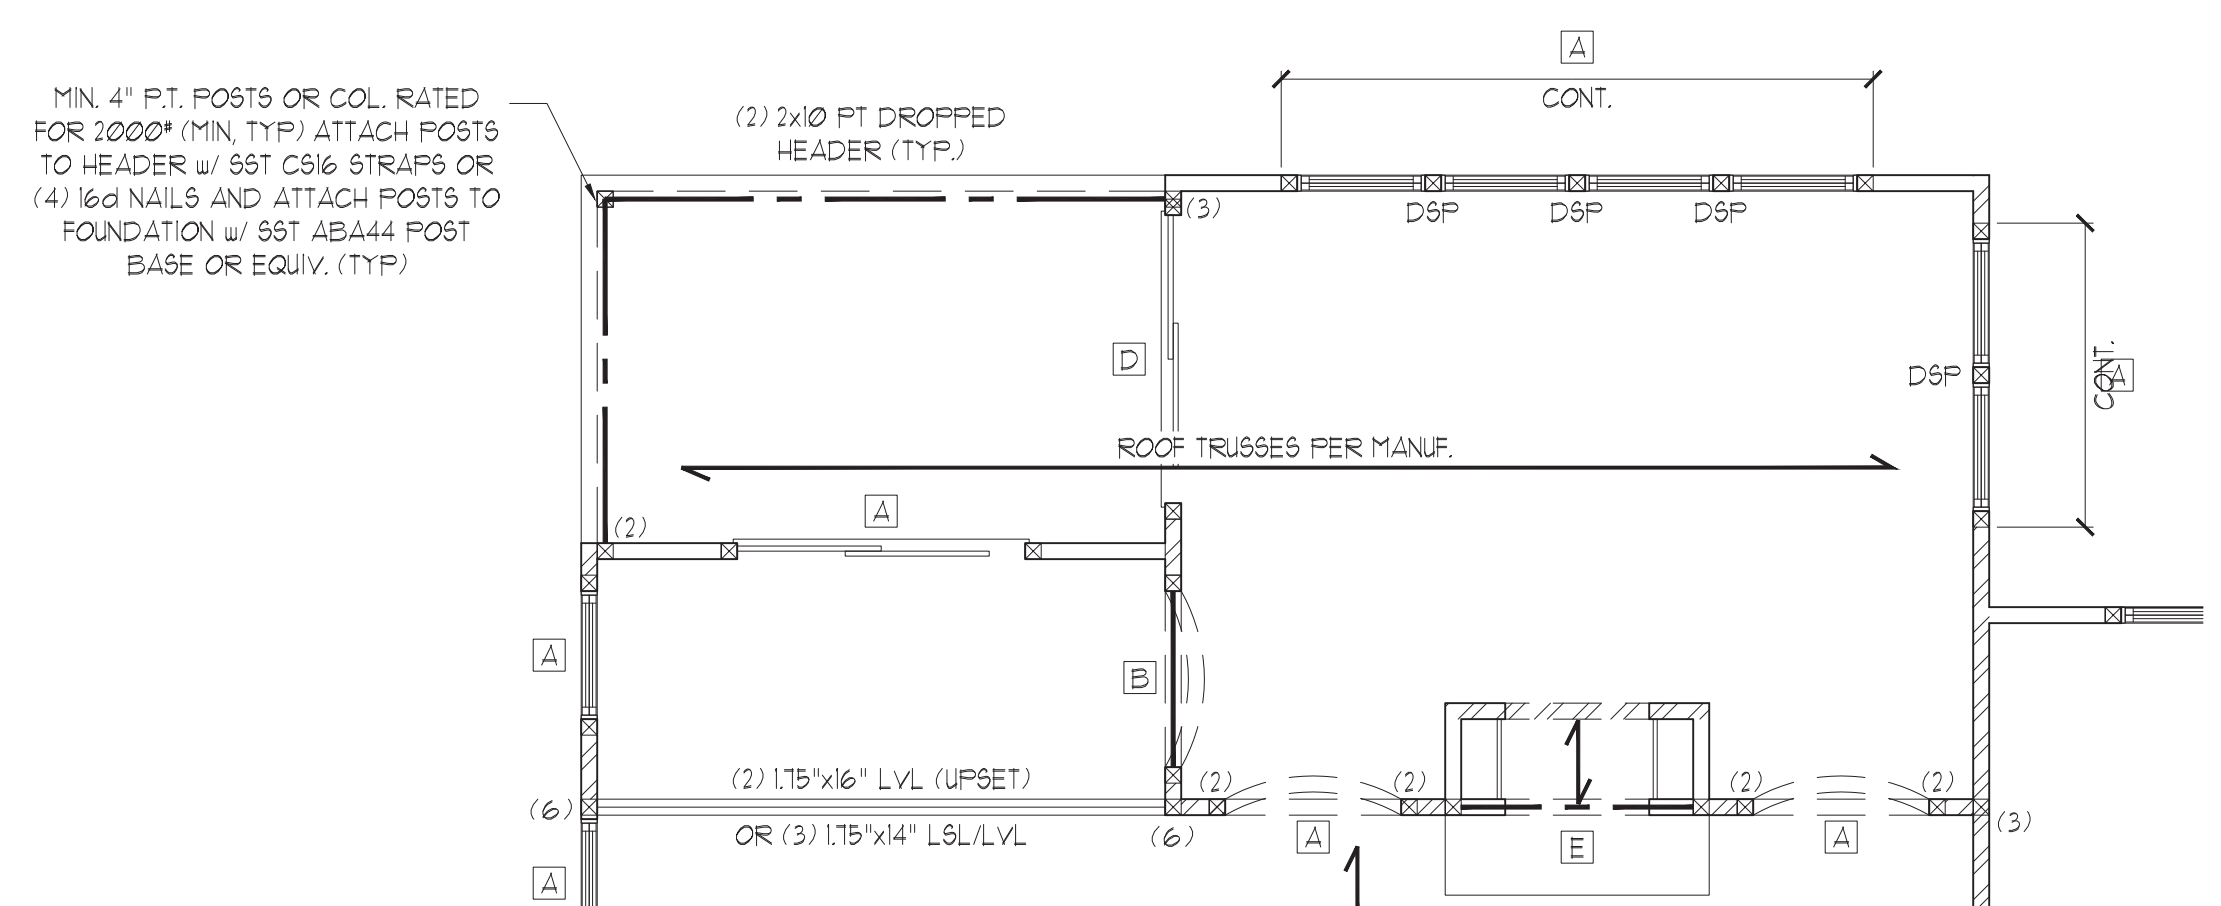 A
CONT.
MIN. 4" P.T. POSTS OR COL. RATED
FOR 2000# (MIN, TYP) ATTACH POSTS
TO HEADER w/ SST CS16 STRAPS OR
(4) 16d NAILS AND ATTACH POSTS TO
FOUNDATION w/ SST ABA44 POST
BASE OR EQUIV. (TYP)
(2) 2x10 PT DROPPED
HEADER (TYP.)
(3)
DSP
DSP
DSP
D
DSP
CONT.
A
ROOF TRUSSES PER MANUF.
A
(2)
A
B
(2) 1.75"x16" LVL (UPSET)
(2)
(2)
(2)
(2)
(6)
OR (3) 1.75"x14" LSL/LVL
(6)
A
E
A
(3)
A